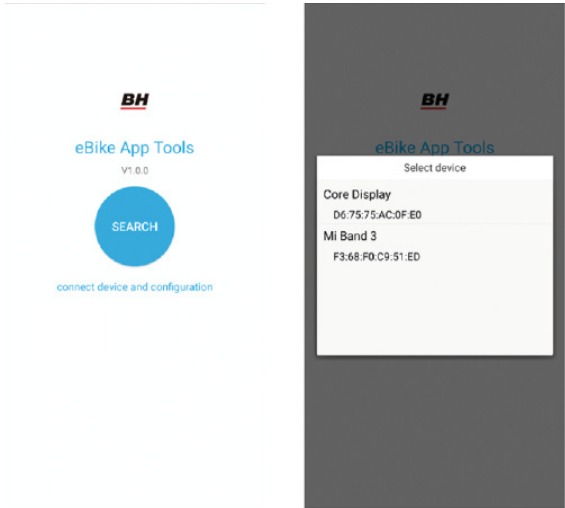 BH
eBike App Tools
V1.0.0
SEARCH
connect device and configuration
BH
eBike App Tools
Select device
Core Display
D6:75:75:AC:0F:E0
Mi Band 3
F3:68:F0:C9:51:ED